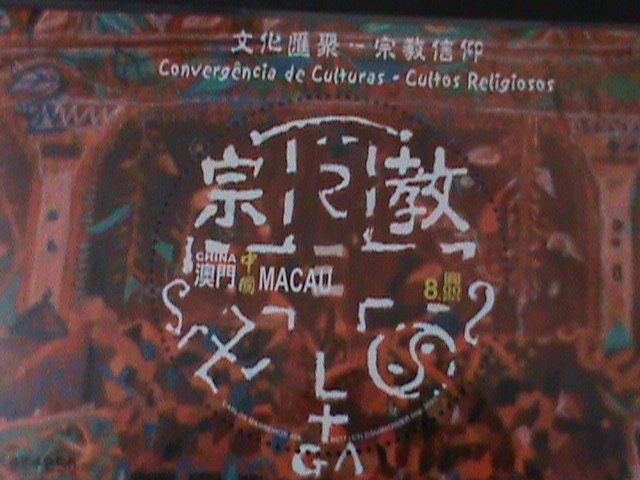 文化匯聚－宗教信仰
Convergência de Culturas - Cultos Religiosos
宗 教
CHINA 中國
澳門 MACAU
8.00